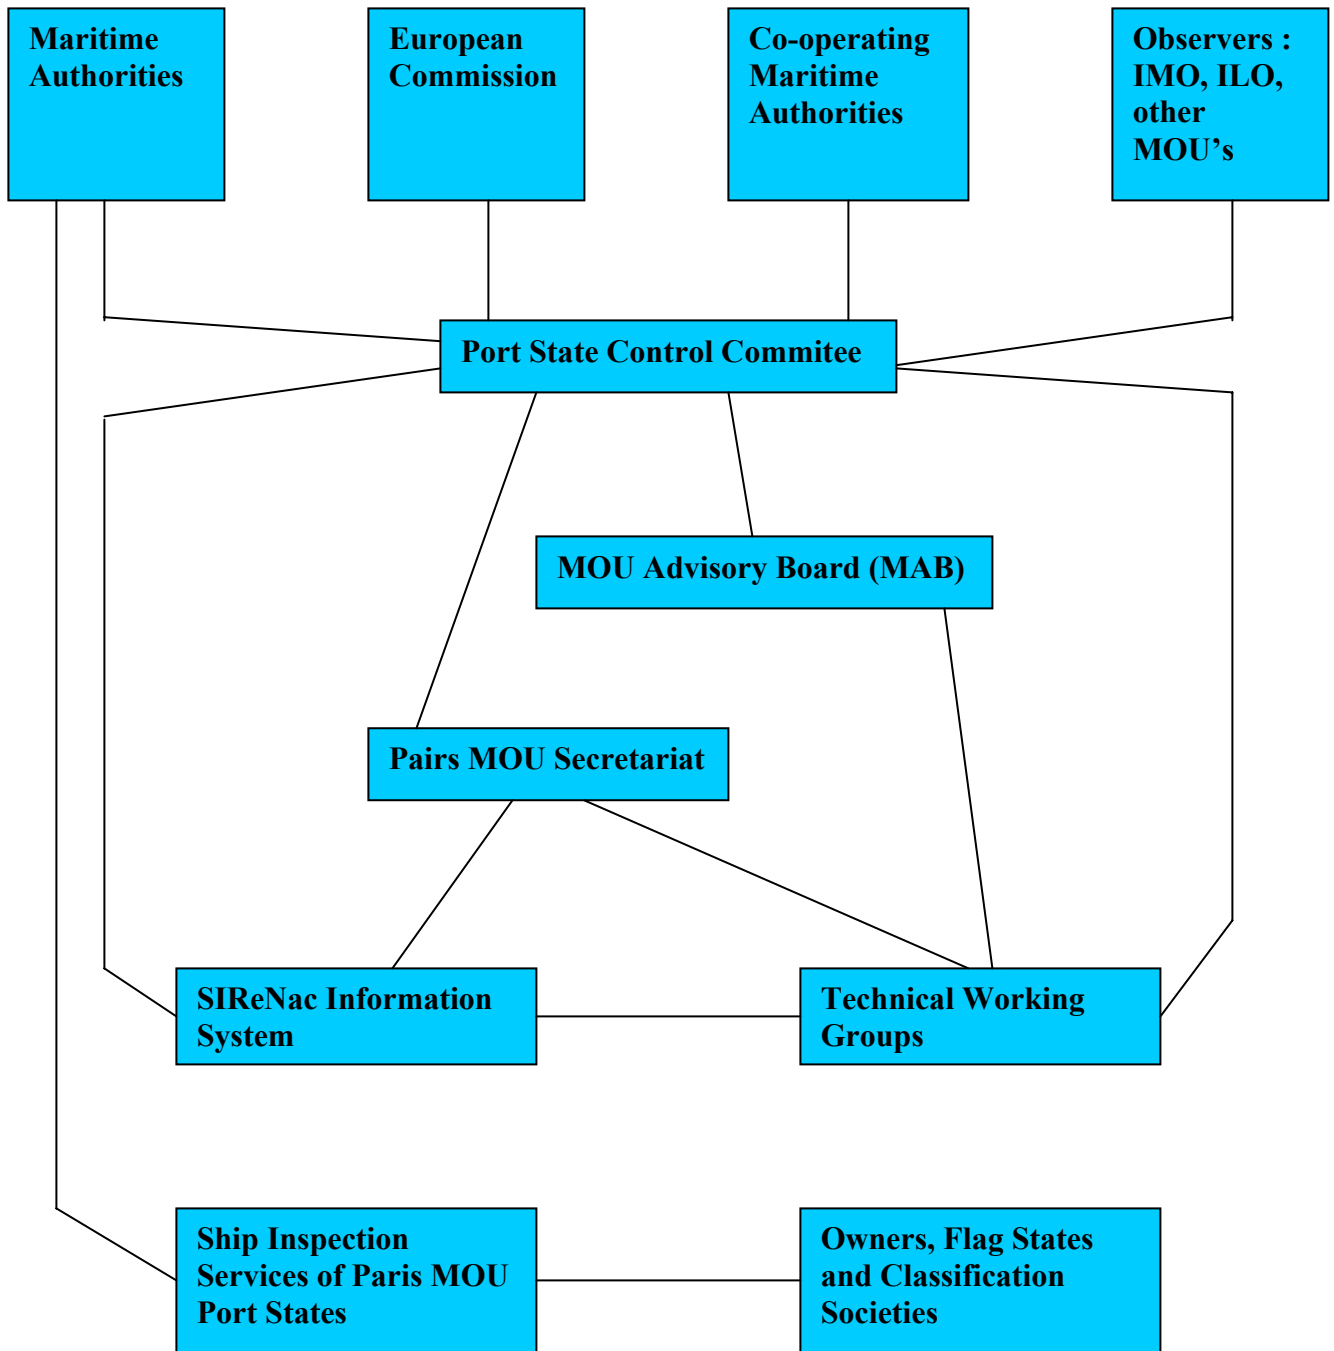 Maritime
Authorities
European
Commission
Co-operating
Maritime
Authorities
Observers :
IMO, ILO,
other
MOU’s
Port State Control Commitee
MOU Advisory Board (MAB)
Pairs MOU Secretariat
SIReNac Information
System
Technical Working
Groups
Ship Inspection
Services of Paris MOU
Port States
Owners, Flag States
and Classification
Societies